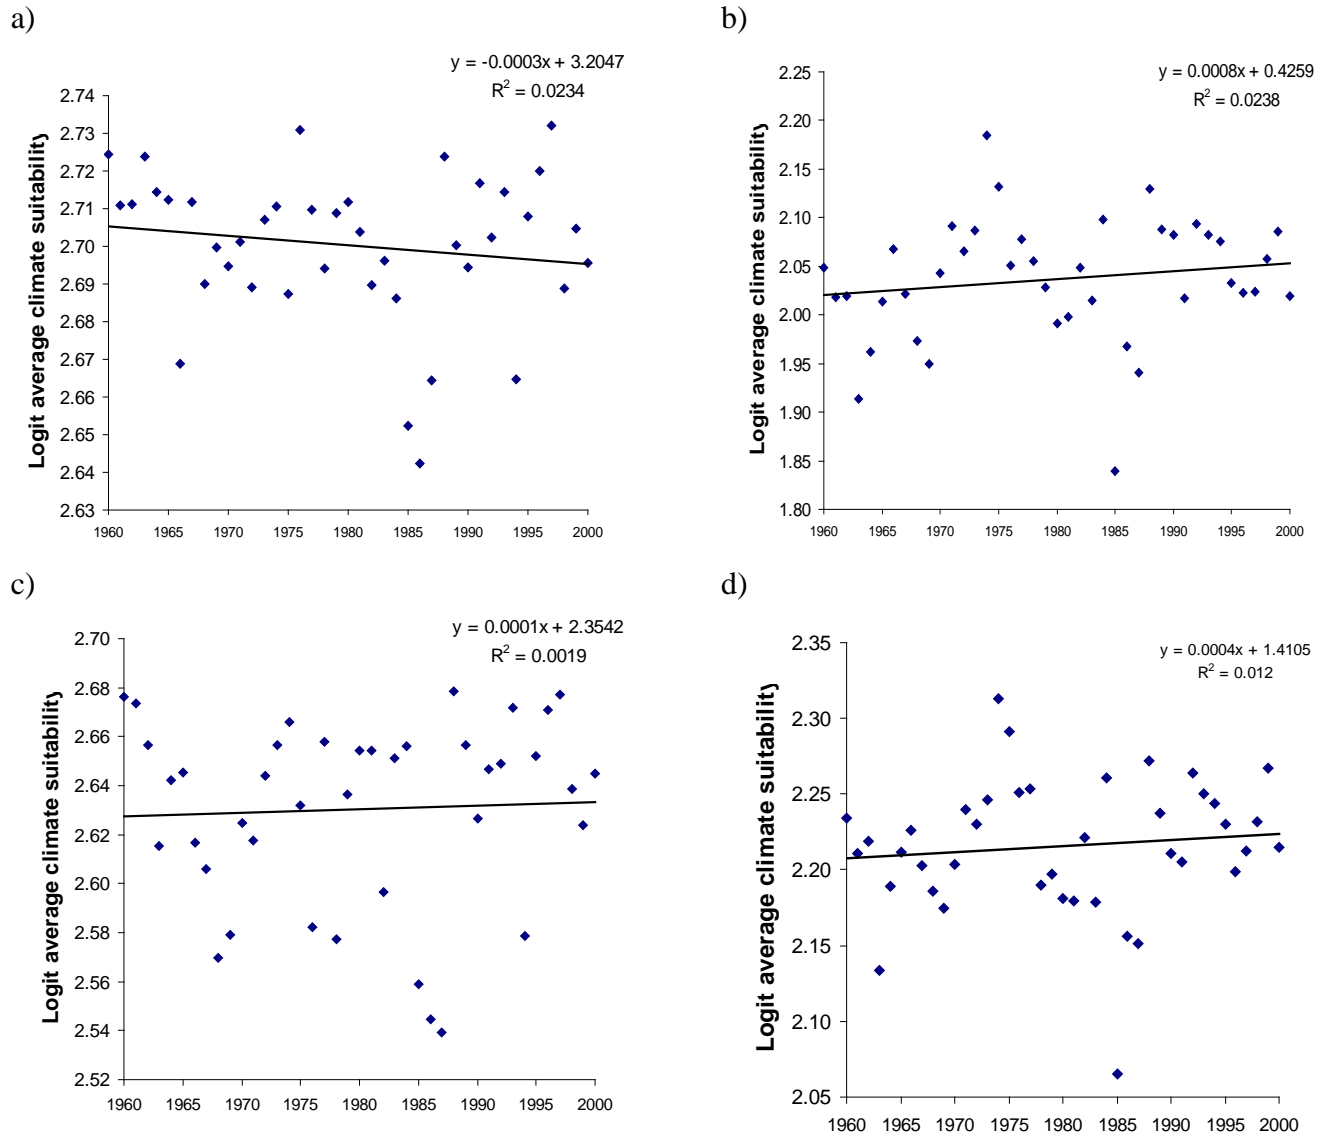 a)
y = -0.0003x + 3.2047
R² = 0.0234
Logit average climate suitability
2.74
2.73
2.72
2.71
2.70
2.69
2.68
2.67
2.66
2.65
2.64
2.63
1960 1965 1970 1975 1980 1985 1990 1995 2000
b)
y = 0.0008x + 0.4259
R² = 0.0238
Logit average climate suitability
2.25
2.20
2.15
2.10
2.05
2.00
1.95
1.90
1.85
1.80
1960 1965 1970 1975 1980 1985 1990 1995 2000
c)
y = 0.0001x + 2.3542
R² = 0.0019
Logit average climate suitability
2.70
2.68
2.66
2.64
2.62
2.60
2.58
2.56
2.54
2.52
1960 1965 1970 1975 1980 1985 1990 1995 2000
d)
y = 0.0004x + 1.4105
R² = 0.012
Logit average climate suitability
2.35
2.30
2.25
2.20
2.15
2.10
2.05
1960 1965 1970 1975 1980 1985 1990 1995 2000